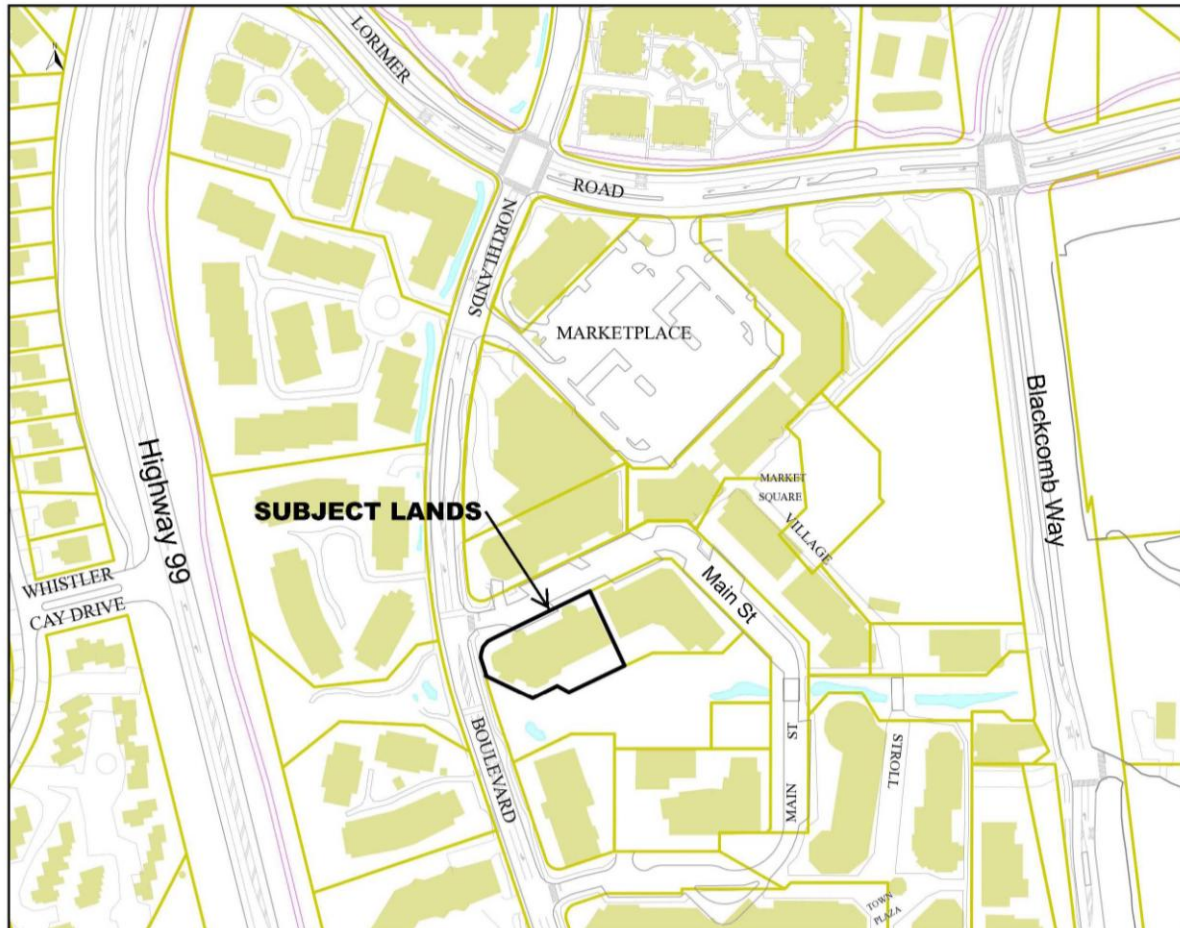 LORIMER
ROAD
NORTHLANDS
MARKETPLACE
Highway 99
Blackcomb Way
MARKET
SQUARE
VILLAGE
SUBJECT LANDS
WHISTLER
CAY DRIVE
Main St
BOULEVARD
MAIN ST
STROLL
TOWN
PLAZA